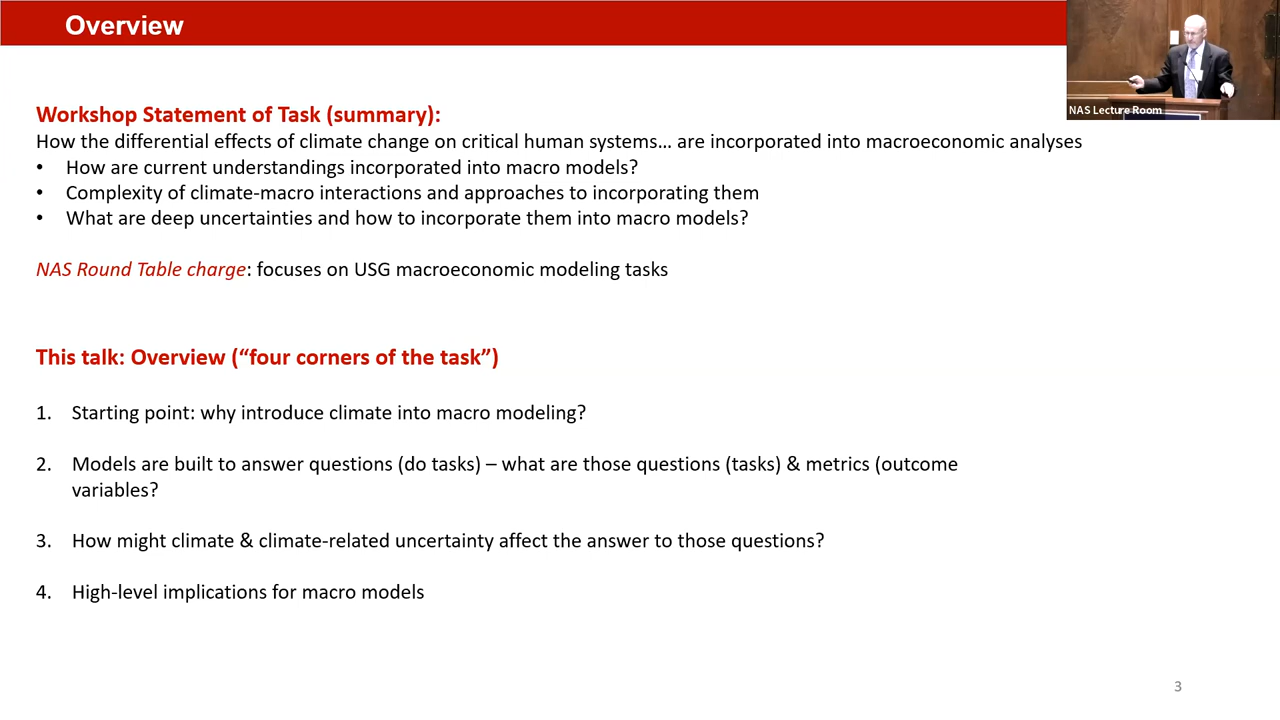 Overview
NAS Lecture Room
Workshop Statement of Task (summary):
How the differential effects of climate change on critical human systems… are incorporated into macroeconomic analyses
• How are current understandings incorporated into macro models?
• Complexity of climate-macro interactions and approaches to incorporating them
• What are deep uncertainties and how to incorporate them into macro models?
NAS Round Table charge: focuses on USG macroeconomic modeling tasks
This talk: Overview (“four corners of the task”)
1. Starting point: why introduce climate into macro modeling?
2. Models are built to answer questions (do tasks) – what are those questions (tasks) & metrics (outcome
variables?
3. How might climate & climate-related uncertainty affect the answer to those questions?
4. High-level implications for macro models
3